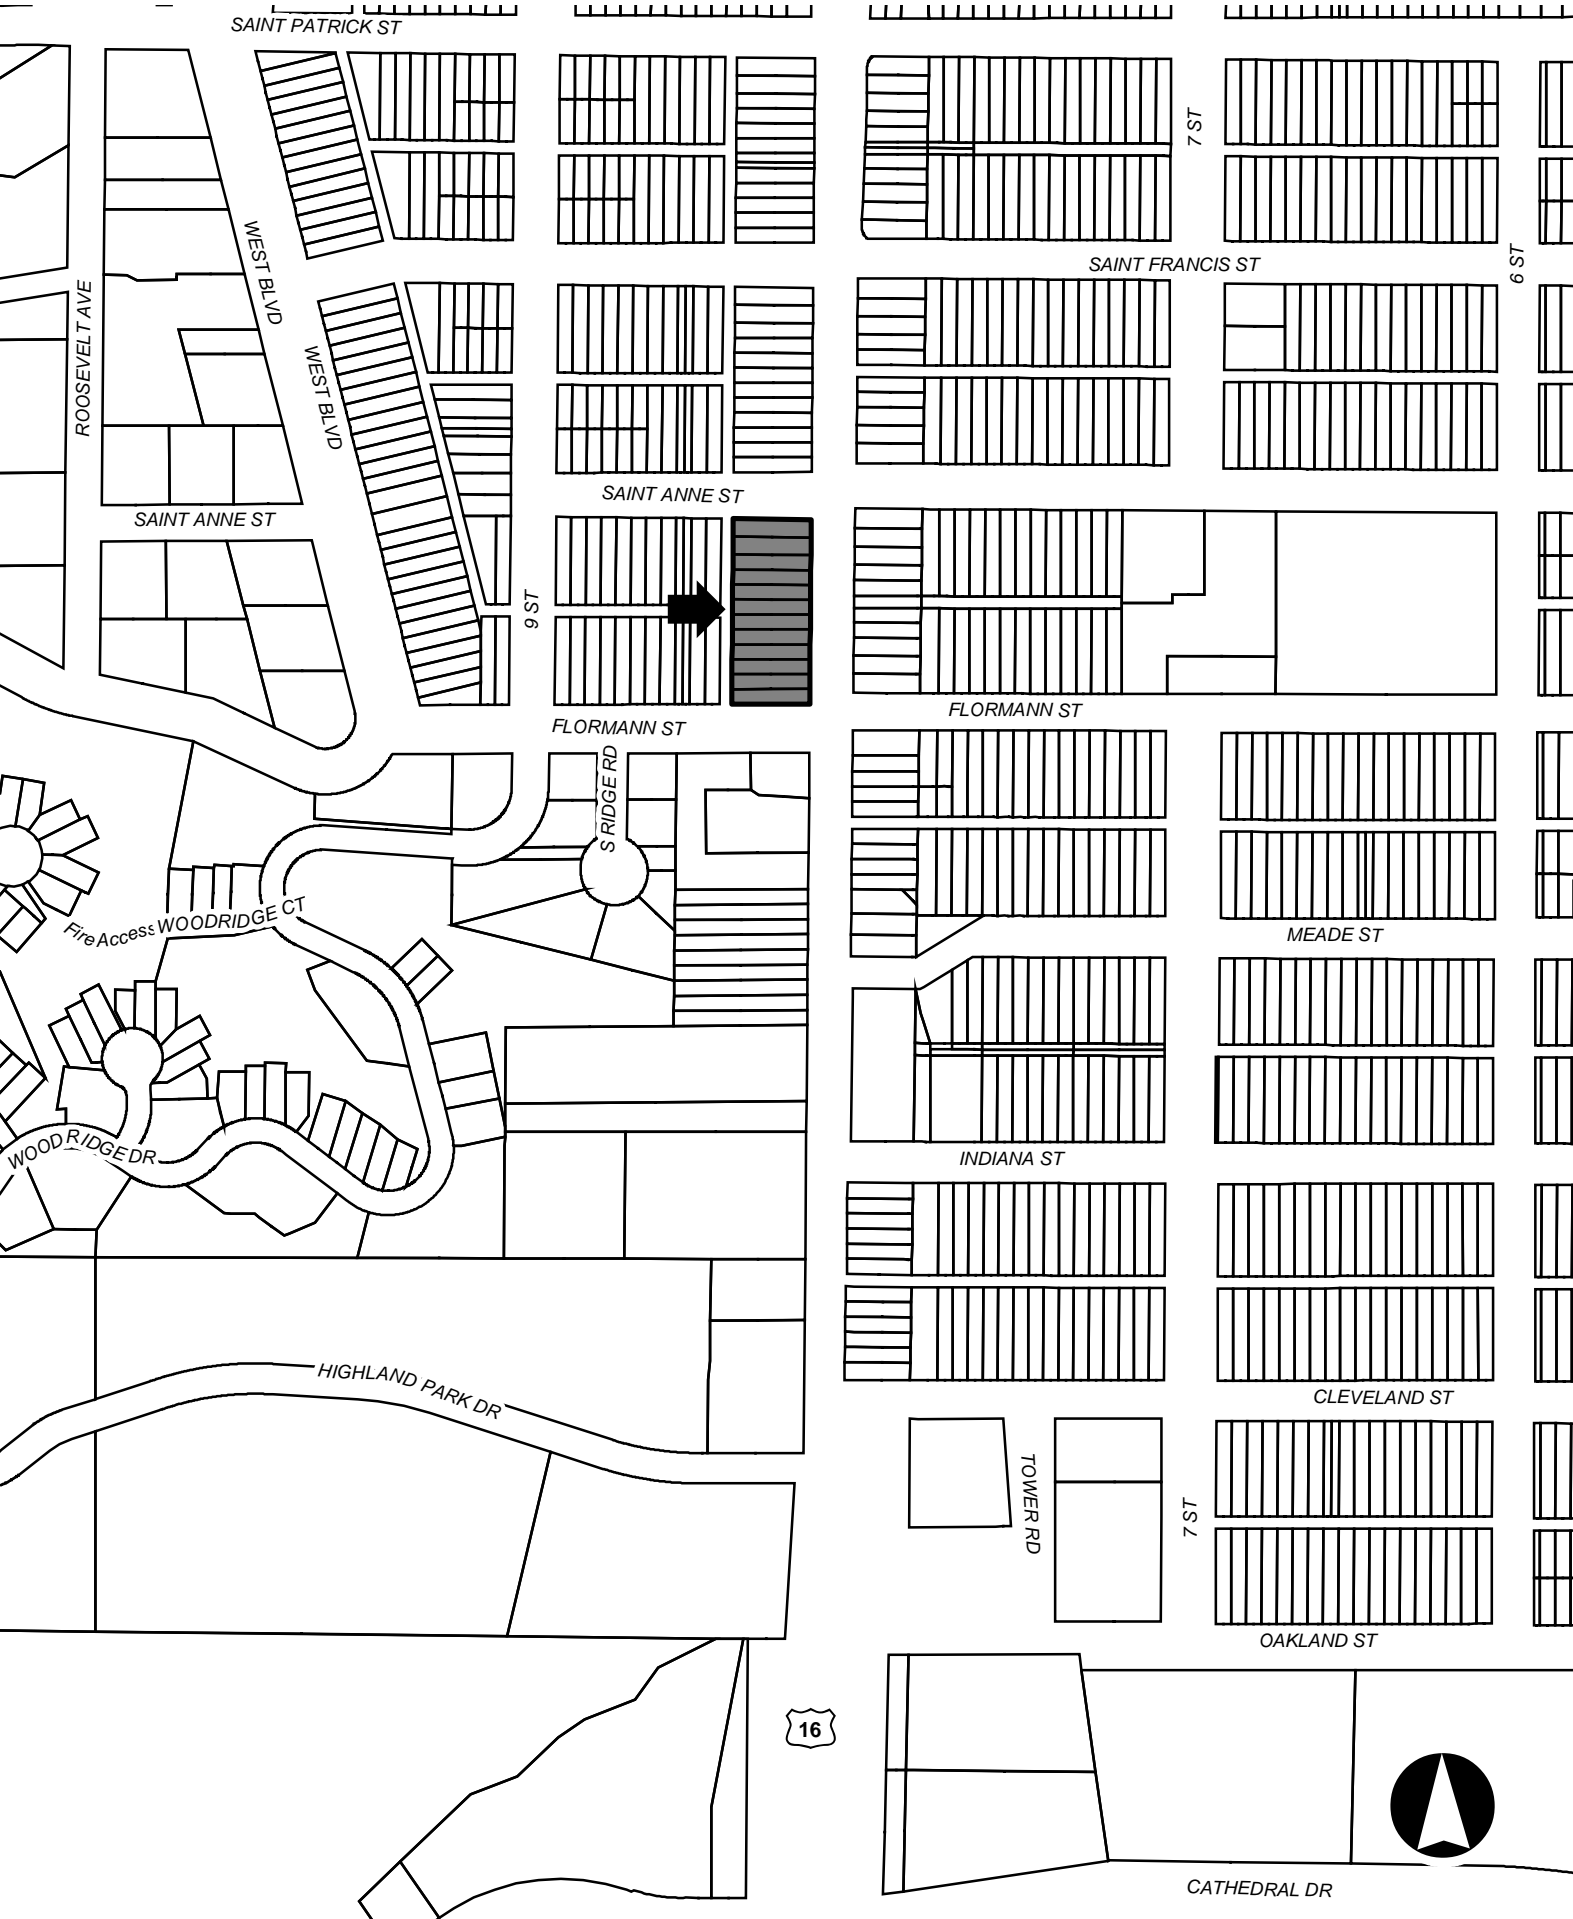 SAINT PATRICK ST
7 ST
WEST BLVD
6 ST
SAINT FRANCIS ST
ROOSEVELT AVE
WEST BLVD
SAINT ANNE ST
SAINT ANNE ST
9 ST
FLORMANN ST
FLORMANN ST
S RIDGE RD
Fire Access
WOODRIDGE CT
MEADE ST
WOODRIDGE DR
INDIANA ST
HIGHLAND PARK DR
CLEVELAND ST
TOWER RD
7 ST
OAKLAND ST
16
CATHEDRAL DR